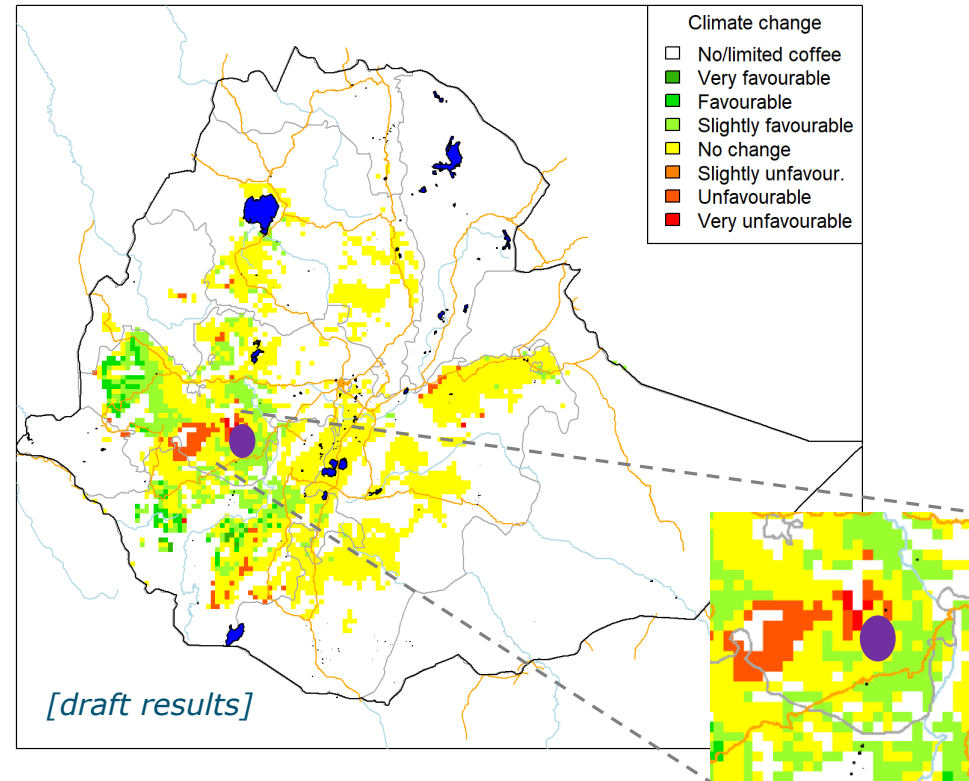 Climate change
No/limited coffee
Very favourable
Favourable
Slightly favourable
No change
Slightly unfavour.
Unfavourable
Very unfavourable
[draft results]